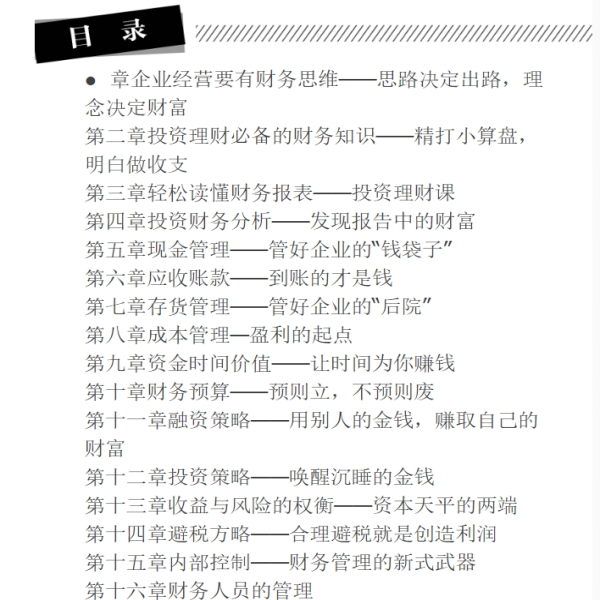 目 录
● 章企业经营要有财务思维——思路决定出路，理
念决定财富
第二章投资理财必备的财务知识——精打小算盘，
明白做收支
第三章轻松读懂财务报表——投资理财课
第四章投资财务分析——发现报告中的财富
第五章现金管理——管好企业的“钱袋子”
第六章应收账款——到账的才是钱
第七章存货管理——管好企业的“后院”
第八章成本管理—盈利的起点
第九章资金时间价值——让时间为你赚钱
第十章财务预算——预则立，不预则废
第十一章融资策略——用别人的金钱，赚取自己的
财富
第十二章投资策略——唤醒沉睡的金钱
第十三章收益与风险的权衡——资本天平的两端
第十四章避税方略——合理避税就是创造利润
第十五章内部控制——财务管理的新式武器
第十六章财务人员的管理